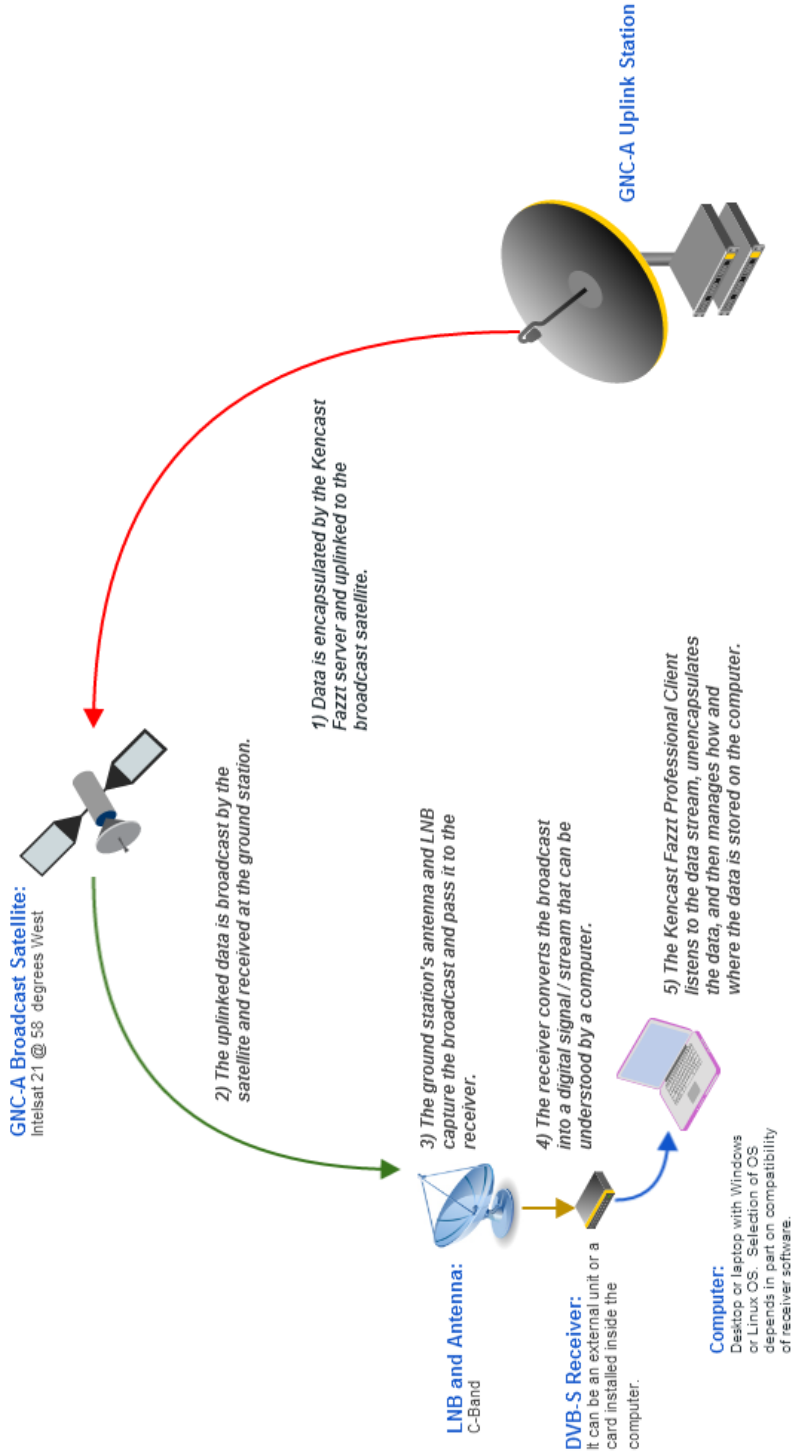 GNC-A Broadcast Satellite:
Intelsat 21 @ 58 degrees West
GNC-A Uplink Station
1) Data is encapsulated by the Kencast
Fazzt server and uplinked to the
broadcast satellite.
2) The uplinked data is broadcast by the
satellite and received at the ground station.
LNB and Antenna:
C-Band
3) The ground station's antenna and LNB
capture the broadcast and pass it to the
receiver.
DVB-S Receiver:
It can be an external unit or a
card installed inside the
computer.
4) The receiver converts the broadcast
into a digital signal / stream that can be
understood by a computer.
Computer:
Desktop or laptop with Windows
or Linux OS. Selection of OS
depends in part on compatibility
of receiver software.
5) The Kencast Fazzt Professional Client
listens to the data stream, unencapsulates
the data, and then manages how and
where the data is stored on the computer.